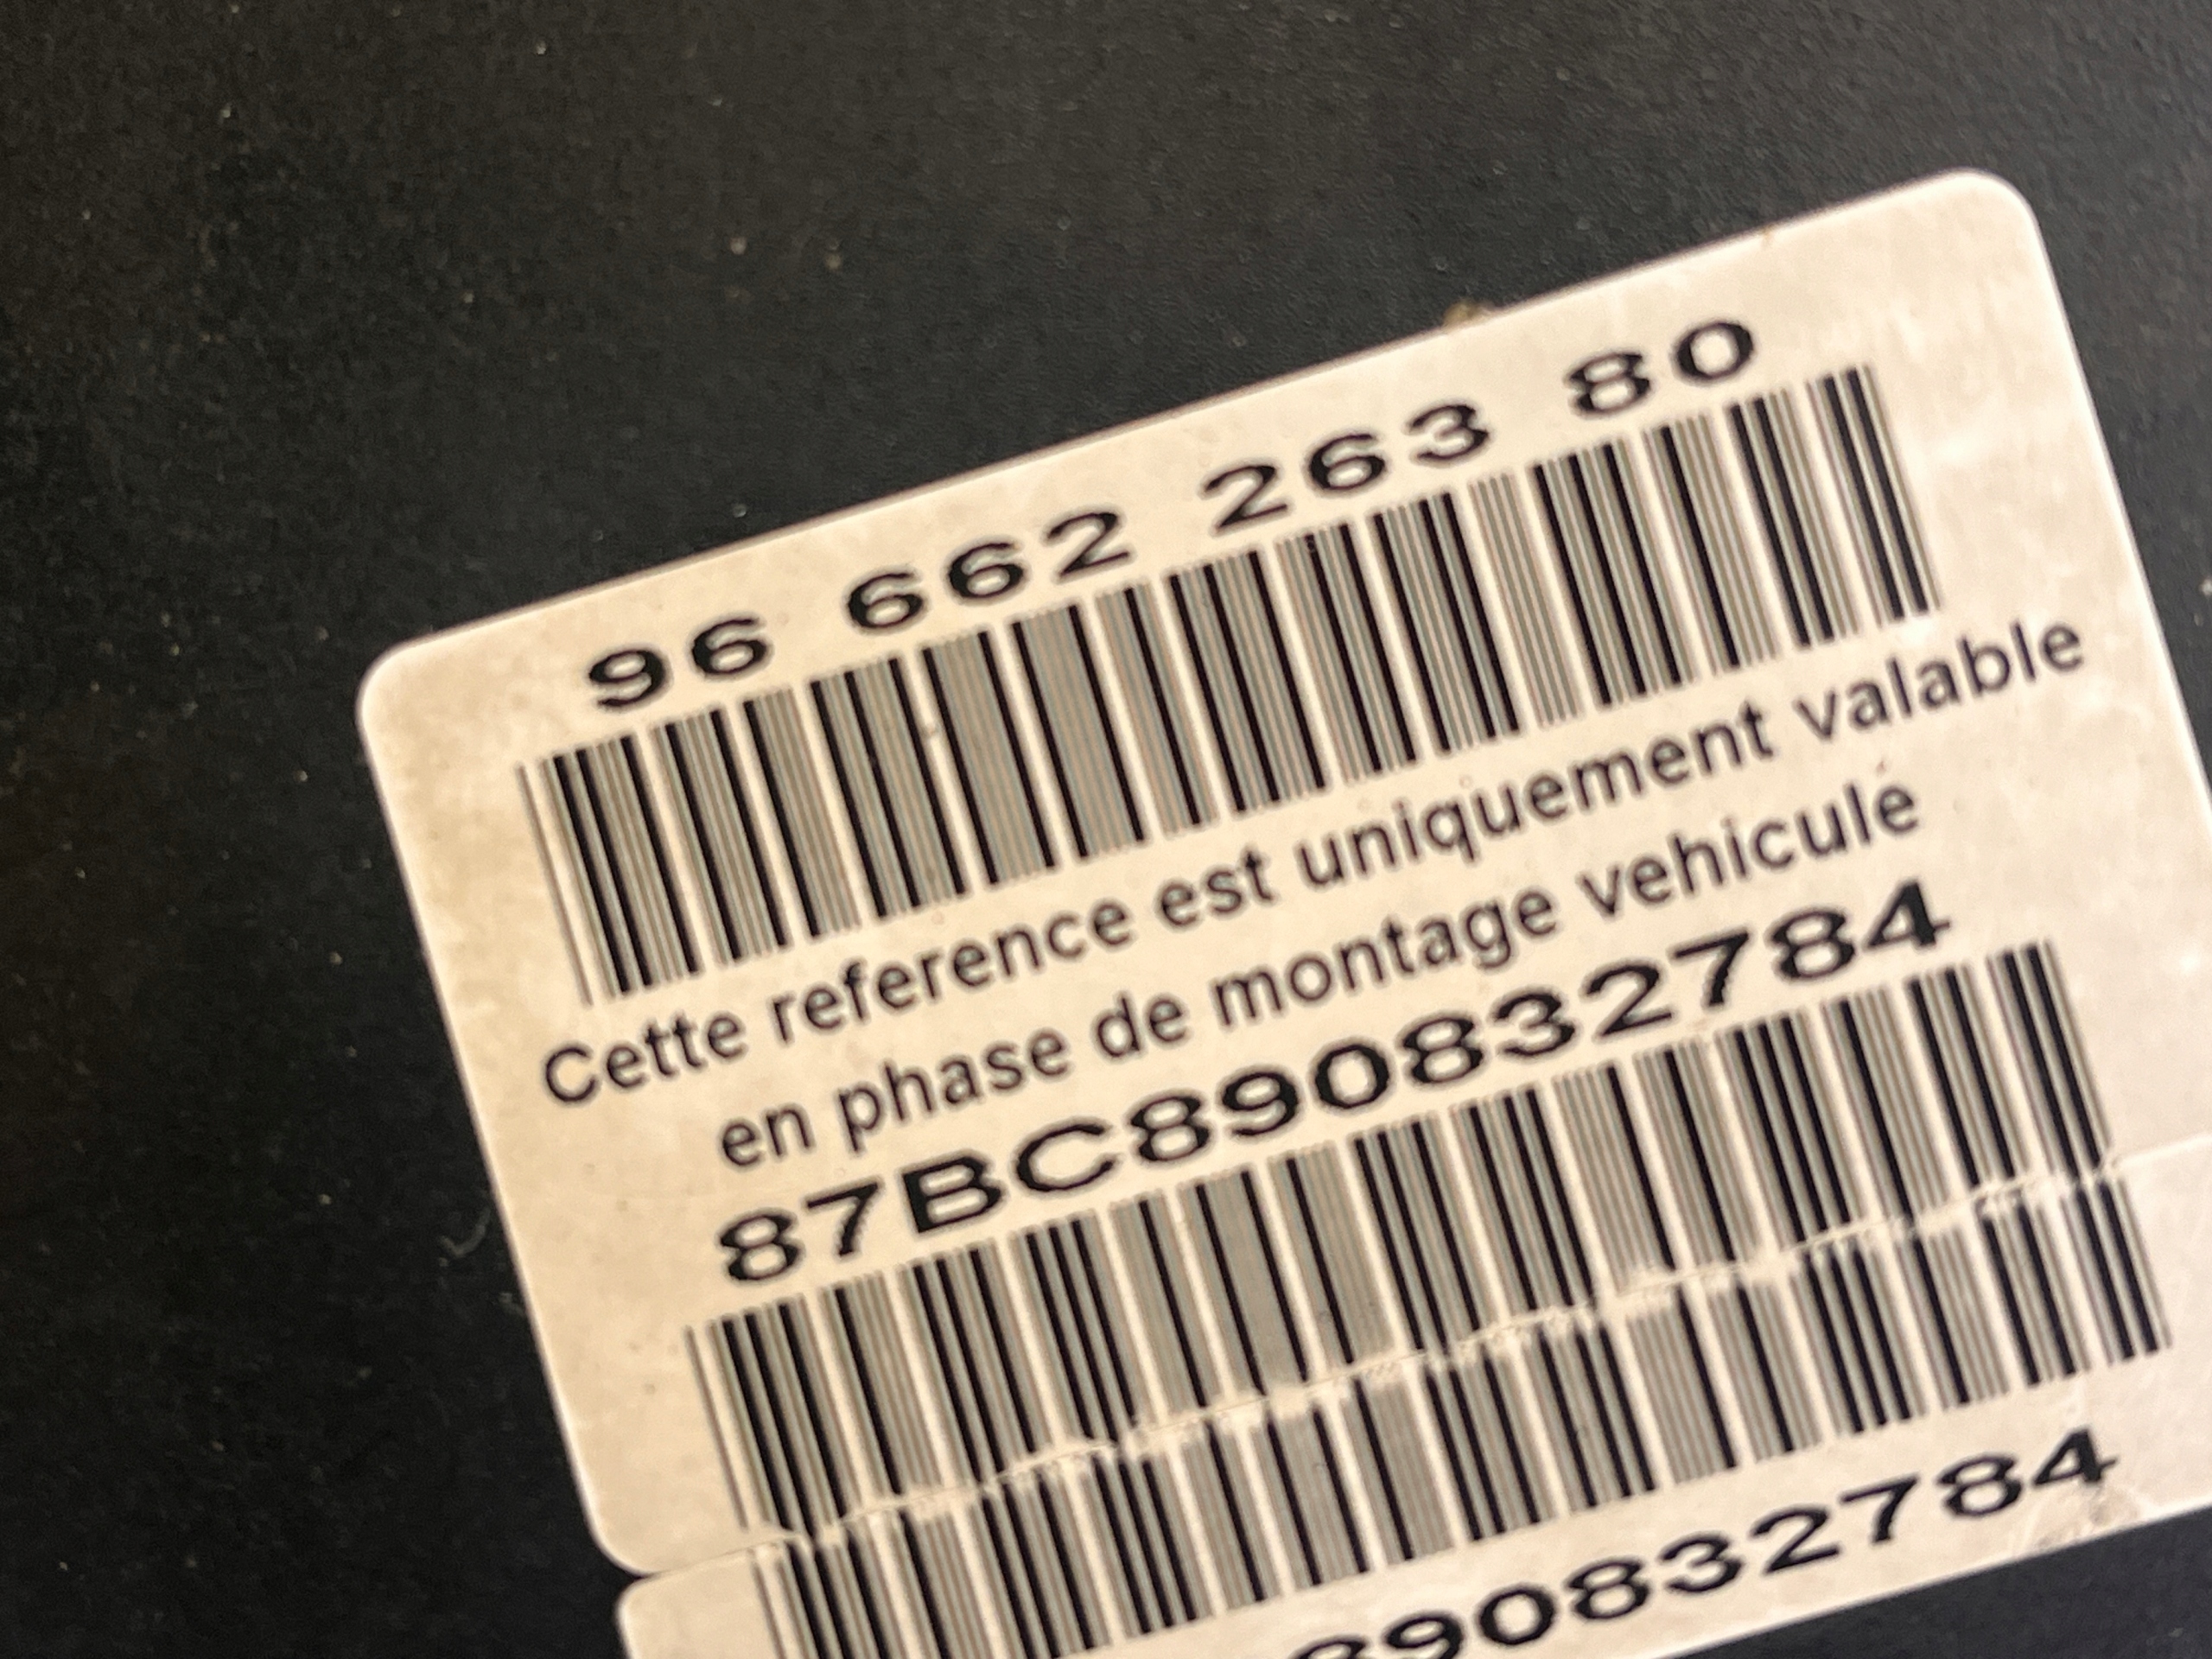 96 662 263 80
Cette reference est uniquement valable
en phase de montage vehicule
87BC890832784
890832784